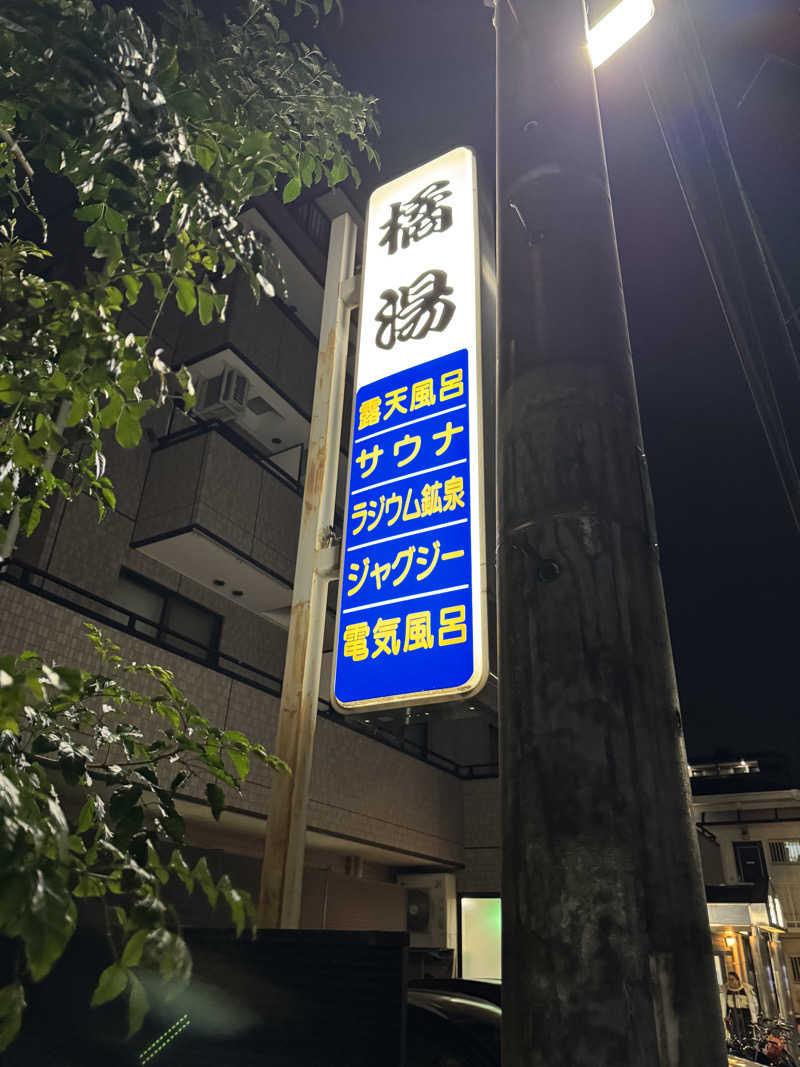 橘湯
露天風呂
サウナ
ラジウム鉱泉
ジャグジー
電気風呂